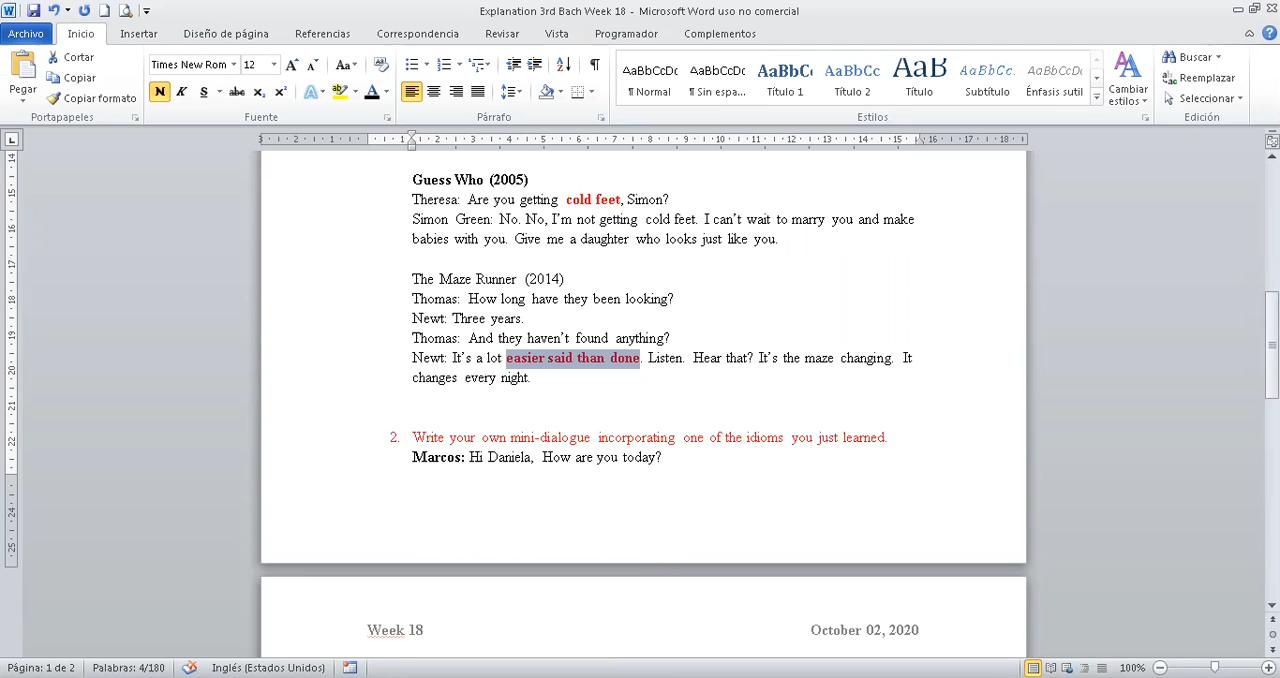 Explanation 3rd Bach Week 18 - Microsoft Word uso no comercial
Archivo Inicio Insertar Diseño de página Referencias Correspondencia Revisar Vista Programador Complementos
Pegar
Cortar
Copiar
Copiar formato
Portapapeles
Times New Rom 12
Fuente
Párrafo
AaBbCcDc AaBbCcDc AaBbC AaBbCc AaB AaBbCc. AaBbCcDc
¶ Normal ¶ Sin espa... Título 1 Título 2 Título Subtítulo Énfasis sutil
Cambiar estilos
Estilos
Buscar
Reemplazar
Seleccionar
Edición
Guess Who (2005)
Theresa: Are you getting cold feet, Simon?
Simon Green: No. No, I'm not getting cold feet. I can't wait to marry you and make
babies with you. Give me a daughter who looks just like you.
The Maze Runner (2014)
Thomas: How long have they been looking?
Newt: Three years.
Thomas: And they haven't found anything?
Newt: It's a lot easier said than done. Listen. Hear that? It's the maze changing. It
changes every night.
2. Write your own mini-dialogue incorporating one of the idioms you just learned.
Marcos: Hi Daniela, How are you today?
Week 18 October 02, 2020
Página: 1 de 2 Palabras: 4/180 Inglés (Estados Unidos) 100%